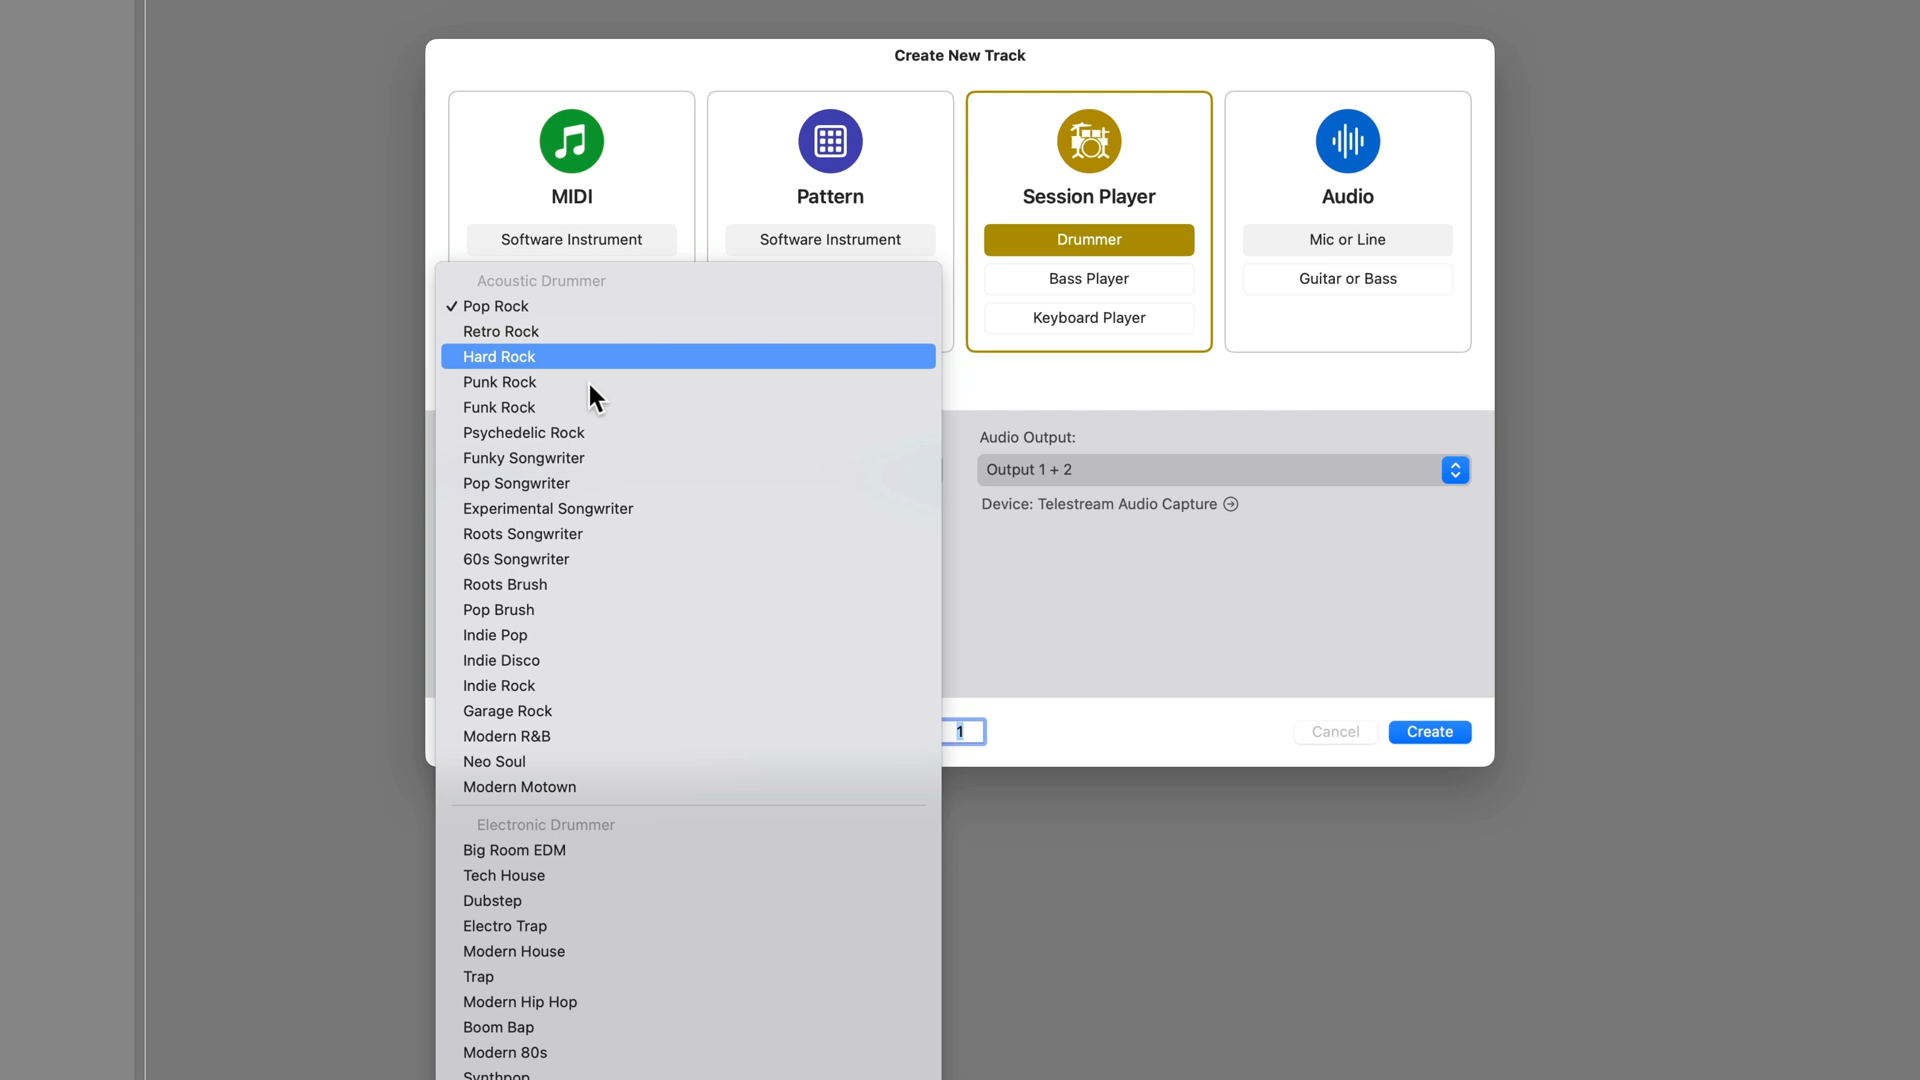 Create New Track
MIDI
Pattern
Session Player
Audio
Software Instrument
Software Instrument
Drummer
Mic or Line
Bass Player
Guitar or Bass
Keyboard Player
Acoustic Drummer
✓ Pop Rock
Retro Rock
Hard Rock
Punk Rock
Funk Rock
Psychedelic Rock
Funky Songwriter
Pop Songwriter
Experimental Songwriter
Roots Songwriter
60s Songwriter
Roots Brush
Pop Brush
Indie Pop
Indie Disco
Indie Rock
Garage Rock
Modern R&B
Neo Soul
Modern Motown
Electronic Drummer
Big Room EDM
Tech House
Dubstep
Electro Trap
Modern House
Trap
Modern Hip Hop
Boom Bap
Modern 80s
Synthpop
Audio Output:
Output 1 + 2
Device: Telestream Audio Capture
1
Cancel
Create